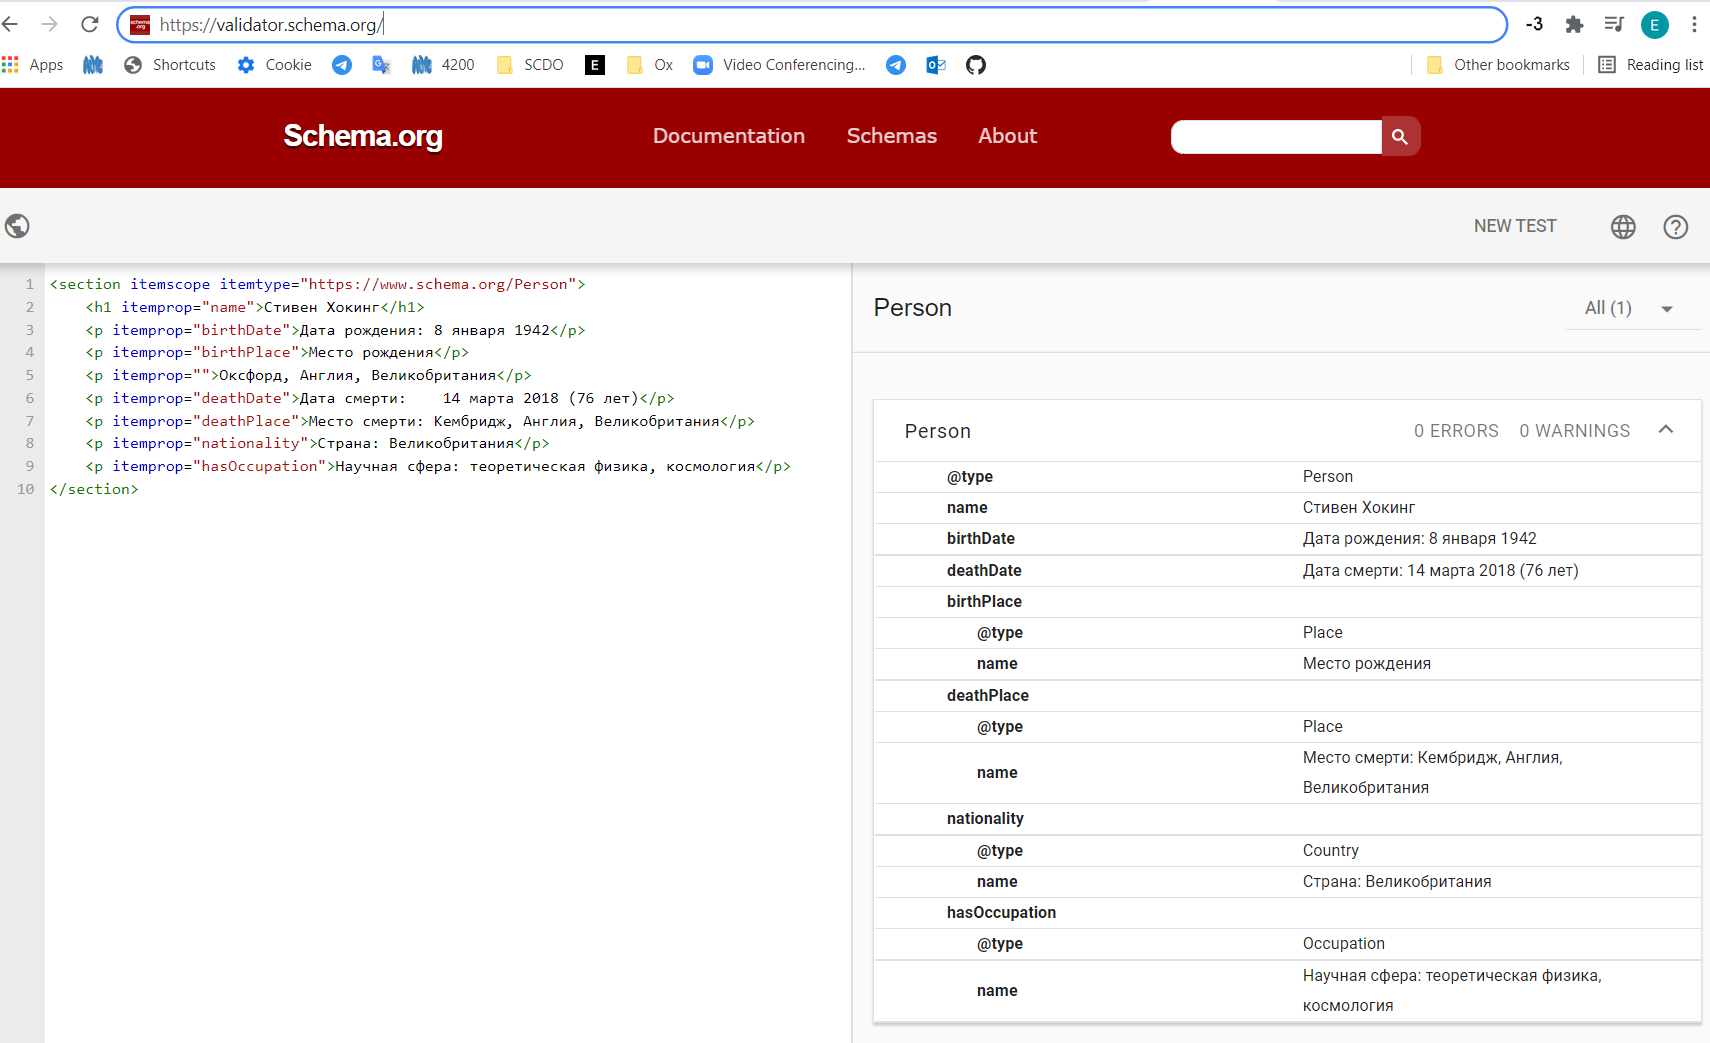 https://validator.schema.org/
-3
E
Apps
Shortcuts
Cookie
4200
SCDO
E
Ox
Video Conferencing...
Other bookmarks
Reading list
Schema.org
Documentation
Schemas
About
NEW TEST
1 <section itemscope itemtype="https://www.schema.org/Person">
2 <h1 itemprop="name">Стивен Хокинг</h1>
3 <p itemprop="birthDate">Дата рождения: 8 января 1942</p>
4 <p itemprop="birthPlace">Место рождения</p>
5 <p itemprop="">Оксфорд, Англия, Великобритания</p>
6 <p itemprop="deathDate">Дата смерти:    14 марта 2018 (76 лет)</p>
7 <p itemprop="deathPlace">Место смерти: Кембридж, Англия, Великобритания</p>
8 <p itemprop="nationality">Страна: Великобритания</p>
9 <p itemprop="hasOccupation">Научная сфера: теоретическая физика, космология</p>
10 </section>
Person
All (1)
Person 0 ERRORS 0 WARNINGS
@type Person
name Стивен Хокинг
birthDate Дата рождения: 8 января 1942
deathDate Дата смерти: 14 марта 2018 (76 лет)
birthPlace
@type Place
name Место рождения
deathPlace
@type Place
name Место смерти: Кембридж, Англия,
Великобритания
nationality
@type Country
name Страна: Великобритания
hasOccupation
@type Occupation
name Научная сфера: теоретическая физика,
космология